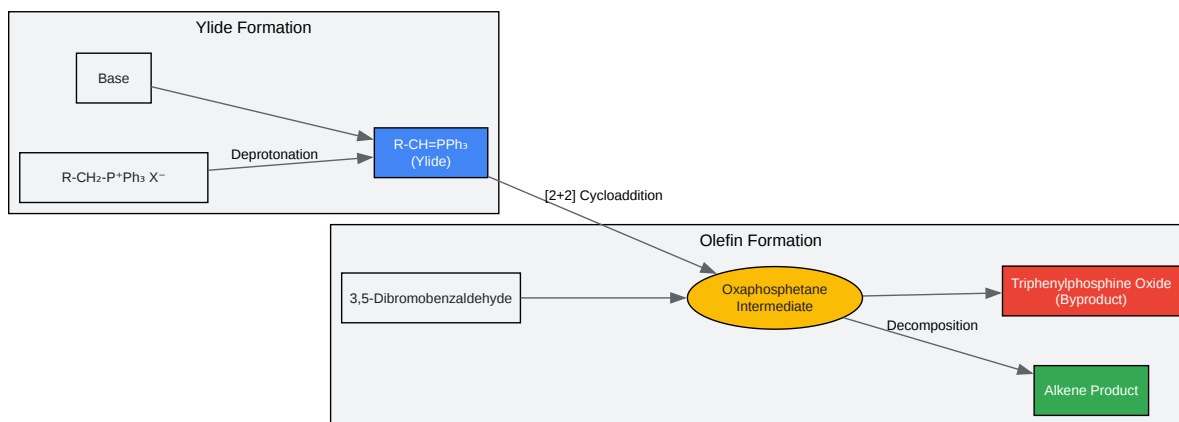 Ylide Formation
Base
R-CH₂-P⁺Ph₃ X⁻
Deprotonation
R-CH=PPh₃
(Ylide)
[2+2] Cycloaddition
Olefin Formation
3,5-Dibromobenzaldehyde
Oxaphosphetane
Intermediate
Triphenylphosphine Oxide
(Byproduct)
Decomposition
Alkene Product